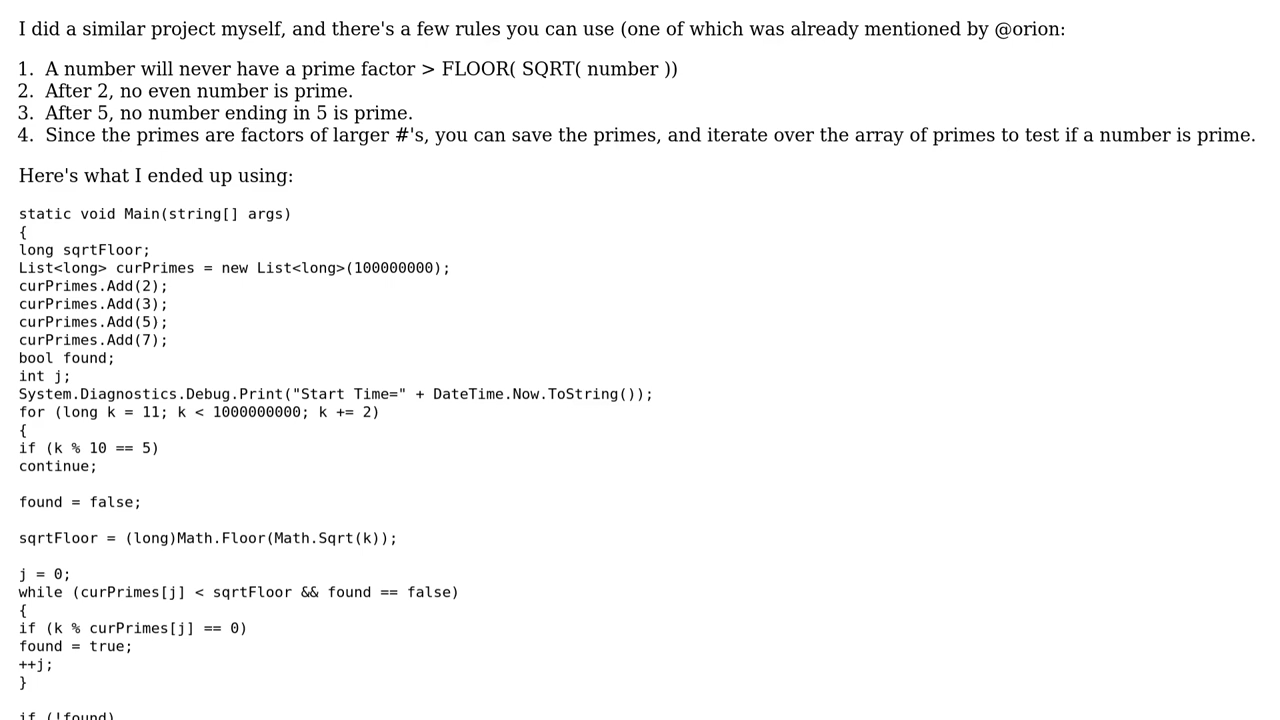 I did a similar project myself, and there's a few rules you can use (one of which was already mentioned by @orion:
1. A number will never have a prime factor > FLOOR( SQRT( number ))
2. After 2, no even number is prime.
3. After 5, no number ending in 5 is prime.
4. Since the primes are factors of larger #'s, you can save the primes, and iterate over the array of primes to test if a number is prime.
Here's what I ended up using:
static void Main(string[] args)
{
long sqrtFloor;
List<long> curPrimes = new List<long>(100000000);
curPrimes.Add(2);
curPrimes.Add(3);
curPrimes.Add(5);
curPrimes.Add(7);
bool found;
int j;
System.Diagnostics.Debug.Print("Start Time=" + DateTime.Now.ToString());
for (long k = 11; k < 1000000000; k += 2)
{
if (k % 10 == 5)
continue;
found = false;
sqrtFloor = (long)Math.Floor(Math.Sqrt(k));
j = 0;
while (curPrimes[j] < sqrtFloor && found == false)
{
if (k % curPrimes[j] == 0)
found = true;
++j;
}
if (!found)